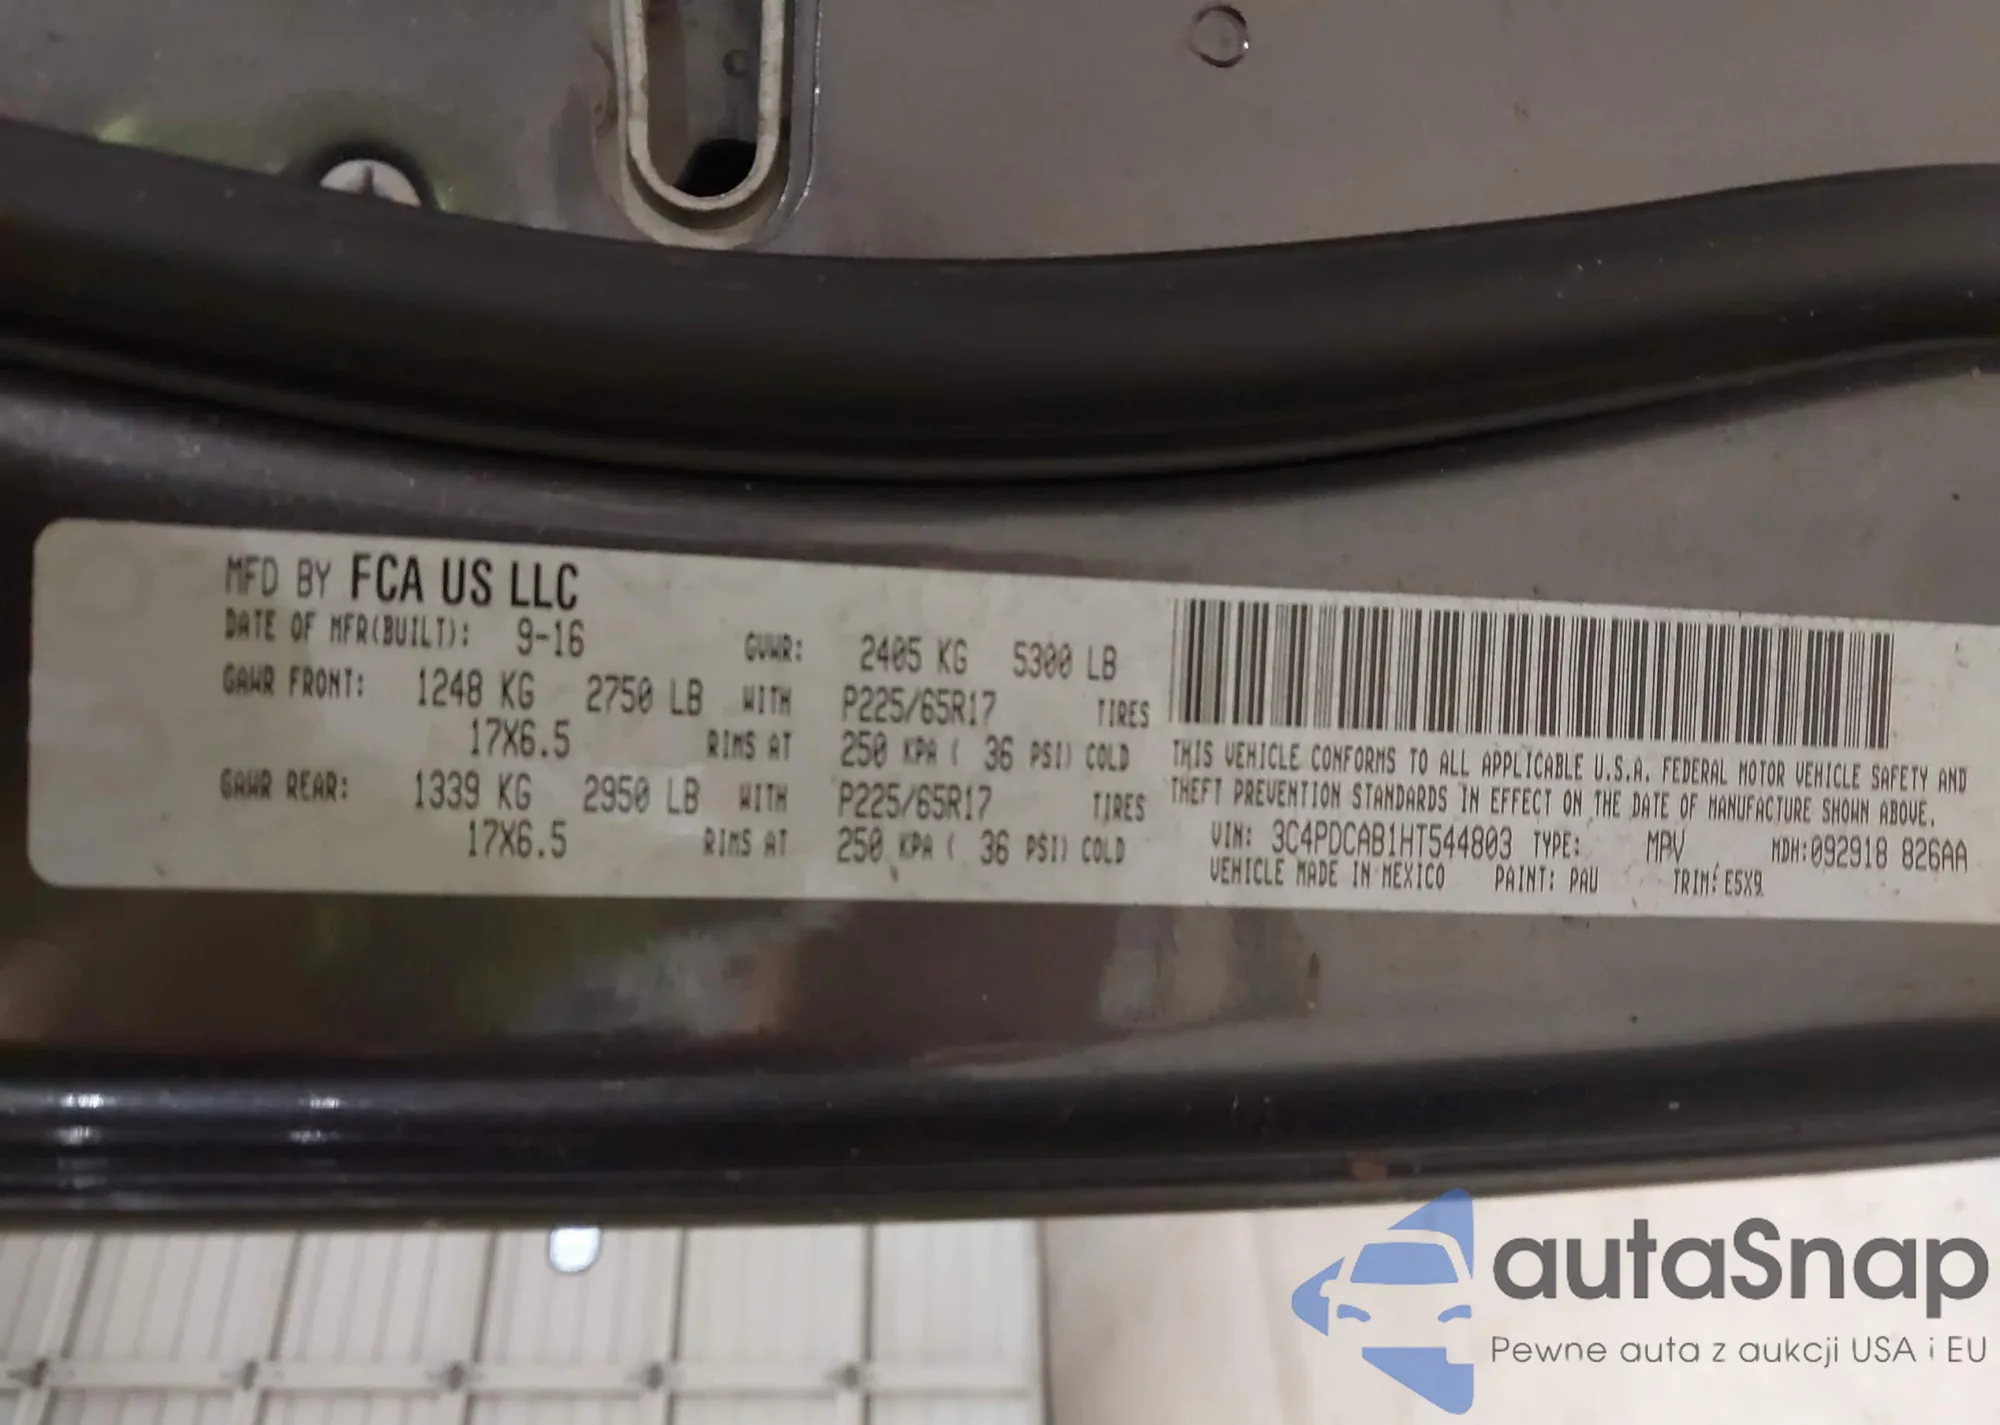 MFD BY FCA US LLC
DATE OF MFR(BUILT): 9-16 GVWR: 2405 KG 5300 LB
GAWR FRONT: 1248 KG 2750 LB WITH P225/65R17 TIRES
17X6.5 RIMS AT 250 KPA ( 36 PSI) COLD
GAWR REAR: 1339 KG 2950 LB WITH P225/65R17 TIRES
17X6.5 RIMS AT 250 KPA ( 36 PSI) COLD
THIS VEHICLE CONFORMS TO ALL APPLICABLE U.S.A. FEDERAL MOTOR VEHICLE SAFETY AND
THEFT PREVENTION STANDARDS IN EFFECT ON THE DATE OF MANUFACTURE SHOWN ABOVE.
VIN: 3C4PDCAB1HT544803 TYPE: MPV MDH:092918 826AA
VEHICLE MADE IN MEXICO PAINT: PAU TRIM: E5X9
autaSnap
Pewne auta z aukcji USA i EU